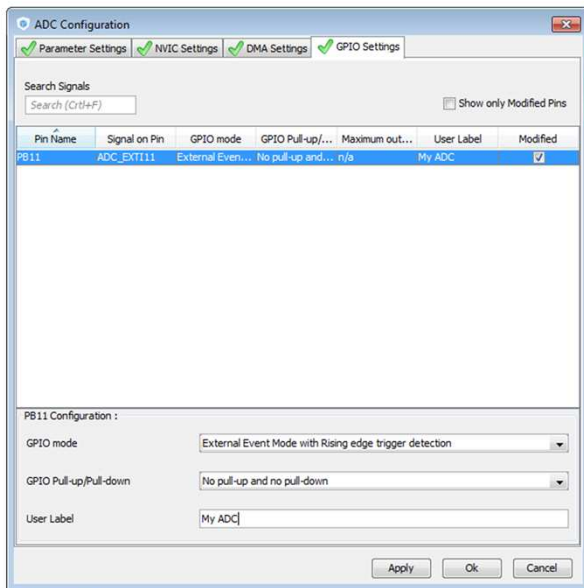 ADC Configuration
Parameter Settings NVIC Settings DMA Settings GPIO Settings
Search Signals
Search (Crtl+F)
Show only Modified Pins
Pin Name Signal on Pin GPIO mode GPIO Pull-up/... Maximum out... User Label Modified
PB11 ADC_EXTI11 External Even... No pull-up and... n/a My ADC
PB11 Configuration :
GPIO mode External Event Mode with Rising edge trigger detection
GPIO Pull-up/Pull-down No pull-up and no pull-down
User Label My ADC
Apply Ok Cancel